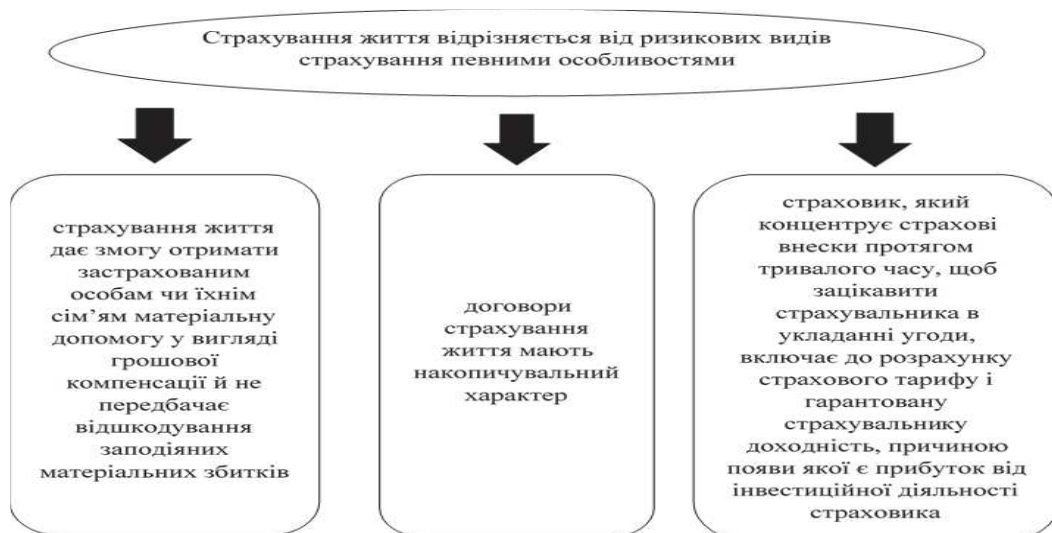 Страхування життя відрізняється від ризикових видів
страхування певними особливостями
страхування життя
дає змогу отримати
застрахованим
особам чи їхнім
сім’ям матеріальну
допомогу у вигляді
грошової
компенсації й не
передбачає
відшкодування
заподіяних
матеріальних збитків
договори
страхування
життя мають
накопичувальний
характер
страховик, який
концентрує страхові
внески протягом
тривалого часу, щоб
зацікавити
страхувальника в
укладанні угоди,
включає до розрахунку
страхового тарифу і
гарантовану
страхувальнику
доходність, причиною
появи якої є прибуток від
інвестиційної діяльності
страховика